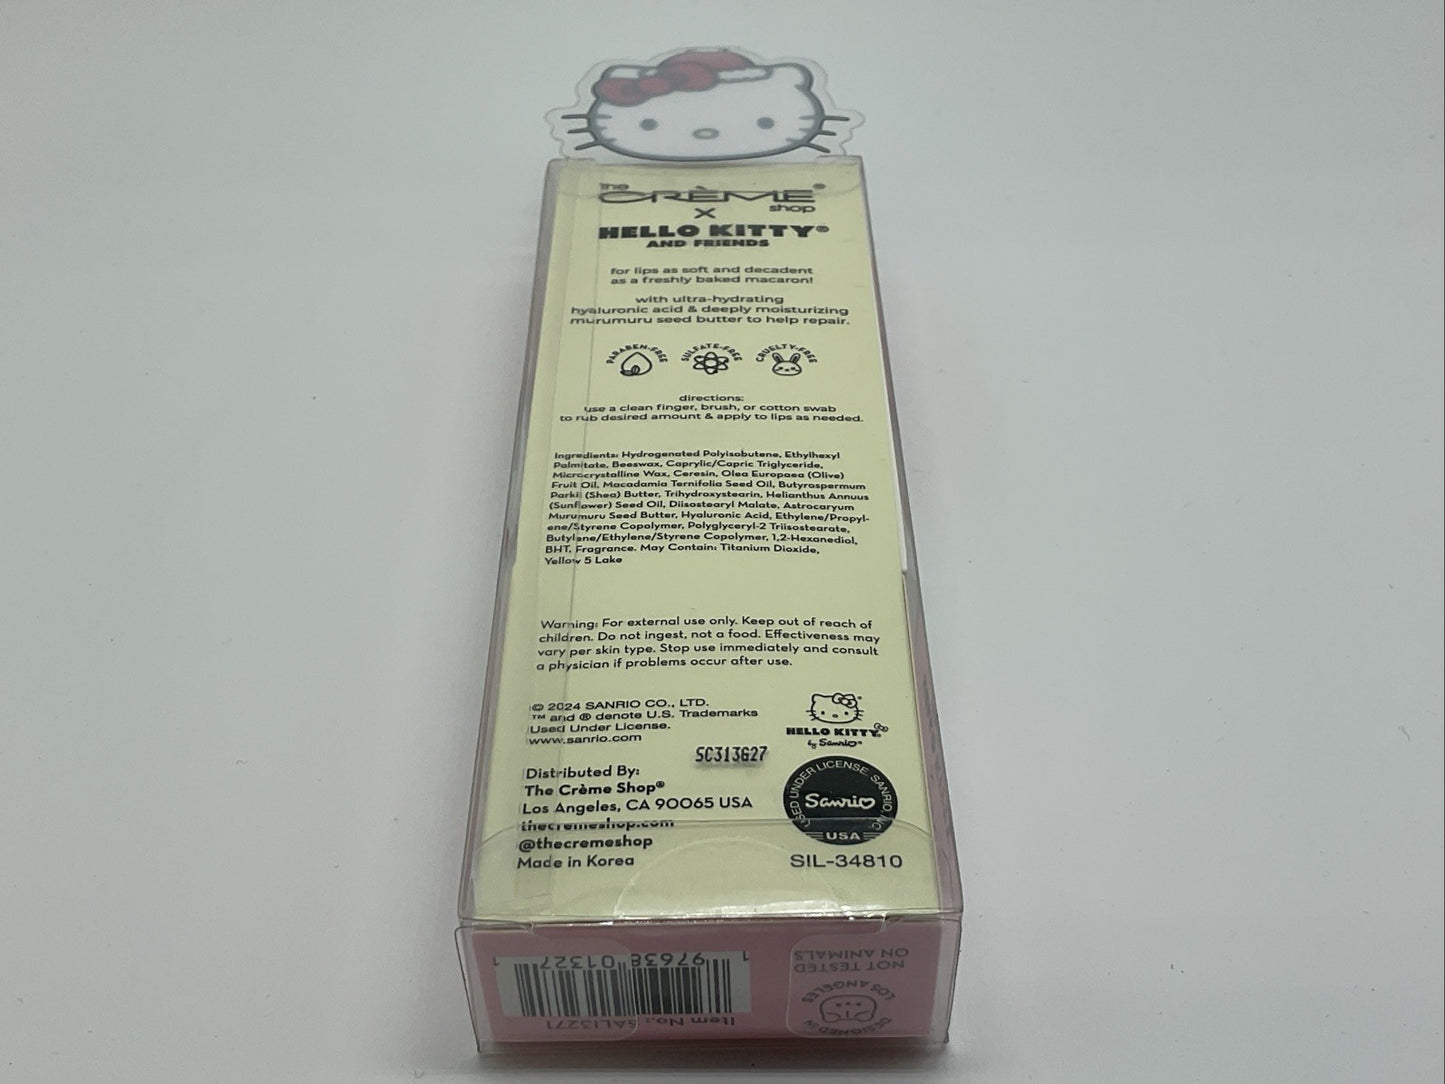 The
CRÈME®
shop
X
HELLO KITTY®
AND FRIENDS
for lips as soft and decadent
as a freshly baked macaron!
with ultra-hydrating
hyaluronic acid & deeply moisturizing
murumuru seed butter to help repair.
PARABEN-FREE SULFATE-FREE CRUELTY-FREE
directions:
use a clean finger, brush, or cotton swab
to rub desired amount & apply to lips as needed.
Ingredients: Hydrogenated Polyisobutene, Ethylhexyl
Palmitate, Beeswax, Caprylic/Capric Triglyceride,
Microcrystalline Wax, Ceresin, Olea Europaea (Olive)
Fruit Oil, Macadamia Ternifolia Seed Oil, Butyrospermum
Parkii (Shea) Butter, Trihydroxystearin, Helianthus Annuus
(Sunflower) Seed Oil, Diisostearyl Malate, Astrocaryum
Murumuru Seed Butter, Hyaluronic Acid, Ethylene/Propyl-
ene/Styrene Copolymer, Polyglyceryl-2 Triisostearate,
Butylene/Ethylene/Styrene Copolymer, 1,2-Hexanediol,
BHT, Fragrance. May Contain: Titanium Dioxide,
Yellow 5 Lake
Warning: For external use only. Keep out of reach of
children. Do not ingest, not a food. Effectiveness may
vary per skin type. Stop use immediately and consult
a physician if problems occur after use.
© 2024 SANRIO CO., LTD.
™ and ® denote U.S. Trademarks
Used Under License.
www.sanrio.com
HELLO KITTY®
by Sanrio®
SC313G27
Distributed By:
The Crème Shop®
Los Angeles, CA 90065 USA
thecremeshop.com
@thecremeshop
Made in Korea
USED UNDER LICENSE. SANRIO, INC.
Sanrio
USA
SIL-34810
Item No.: SALI3271
1 97638 01327 1
DESIGNED IN
LOS ANGELES
NOT TESTED
ON ANIMALS